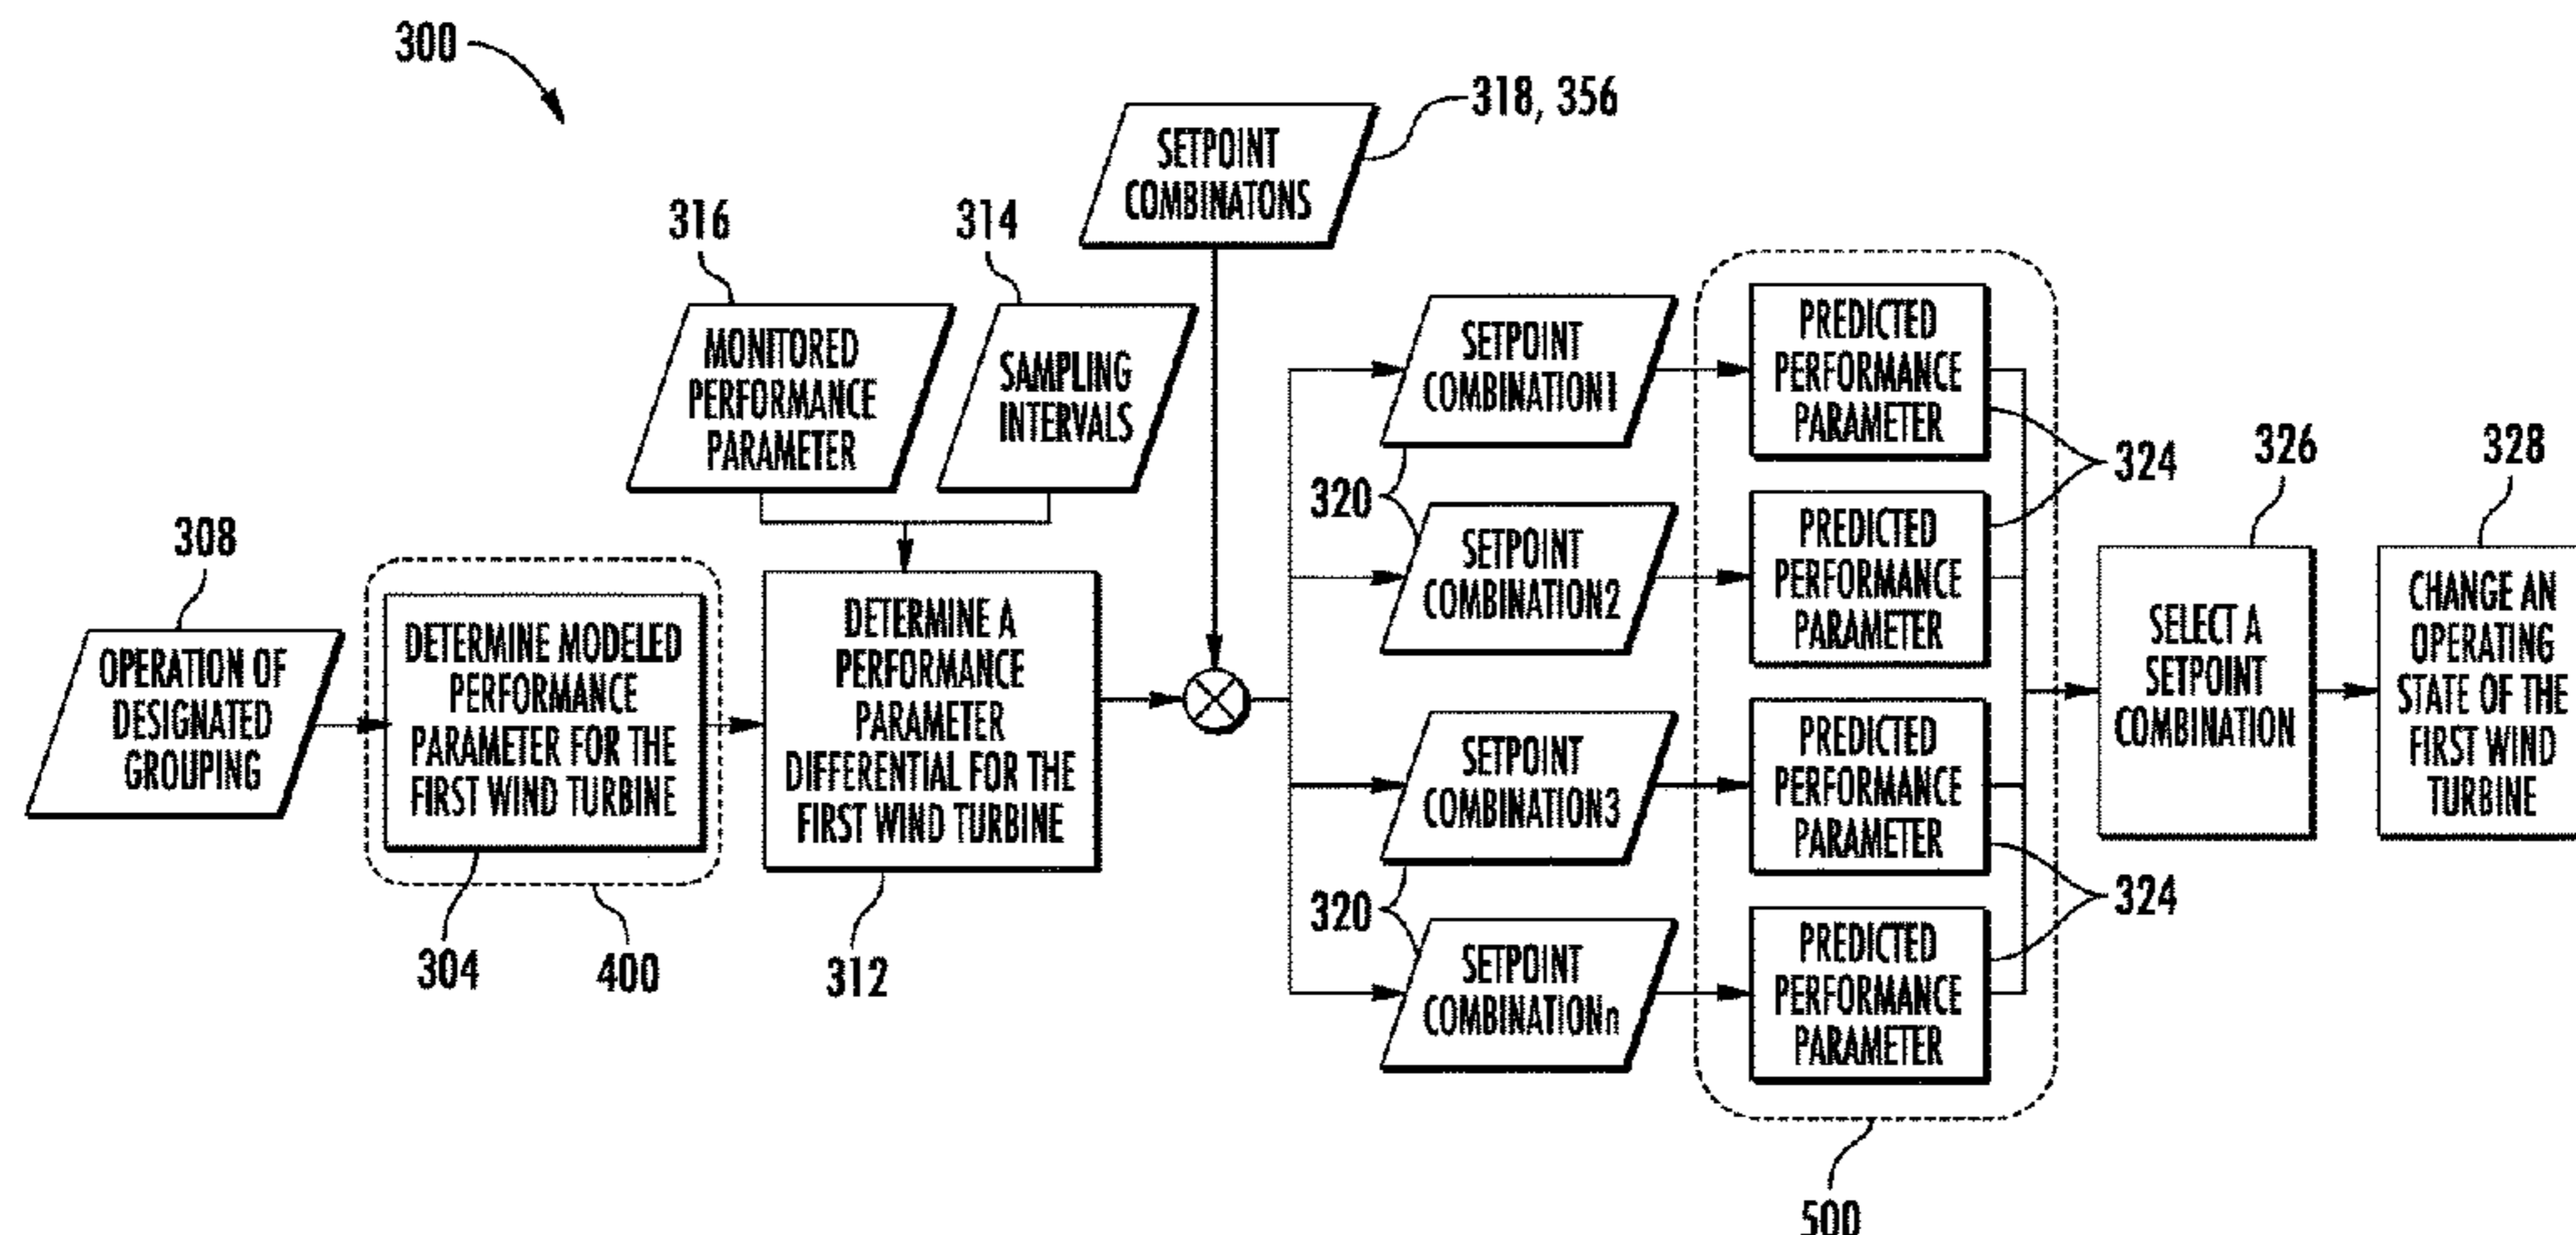 300
318, 356
SETPOINT
COMBINATONS
316
314
MONITORED
PERFORMANCE
PARAMETER
SAMPLING
INTERVALS
308
OPERATION OF
DESIGNATED
GROUPING
DETERMINE MODELED
PERFORMANCE
PARAMETER FOR THE
FIRST WIND TURBINE
304
400
DETERMINE A
PERFORMANCE
PARAMETER
DIFFERENTIAL FOR THE
FIRST WIND TURBINE
312
SETPOINT
COMBINATION1
320
SETPOINT
COMBINATION2
SETPOINT
COMBINATION3
320
SETPOINT
COMBINATIONn
PREDICTED
PERFORMANCE
PARAMETER
324
PREDICTED
PERFORMANCE
PARAMETER
PREDICTED
PERFORMANCE
PARAMETER
324
PREDICTED
PERFORMANCE
PARAMETER
500
326
SELECT A
SETPOINT
COMBINATION
328
CHANGE AN
OPERATING
STATE OF THE
FIRST WIND
TURBINE